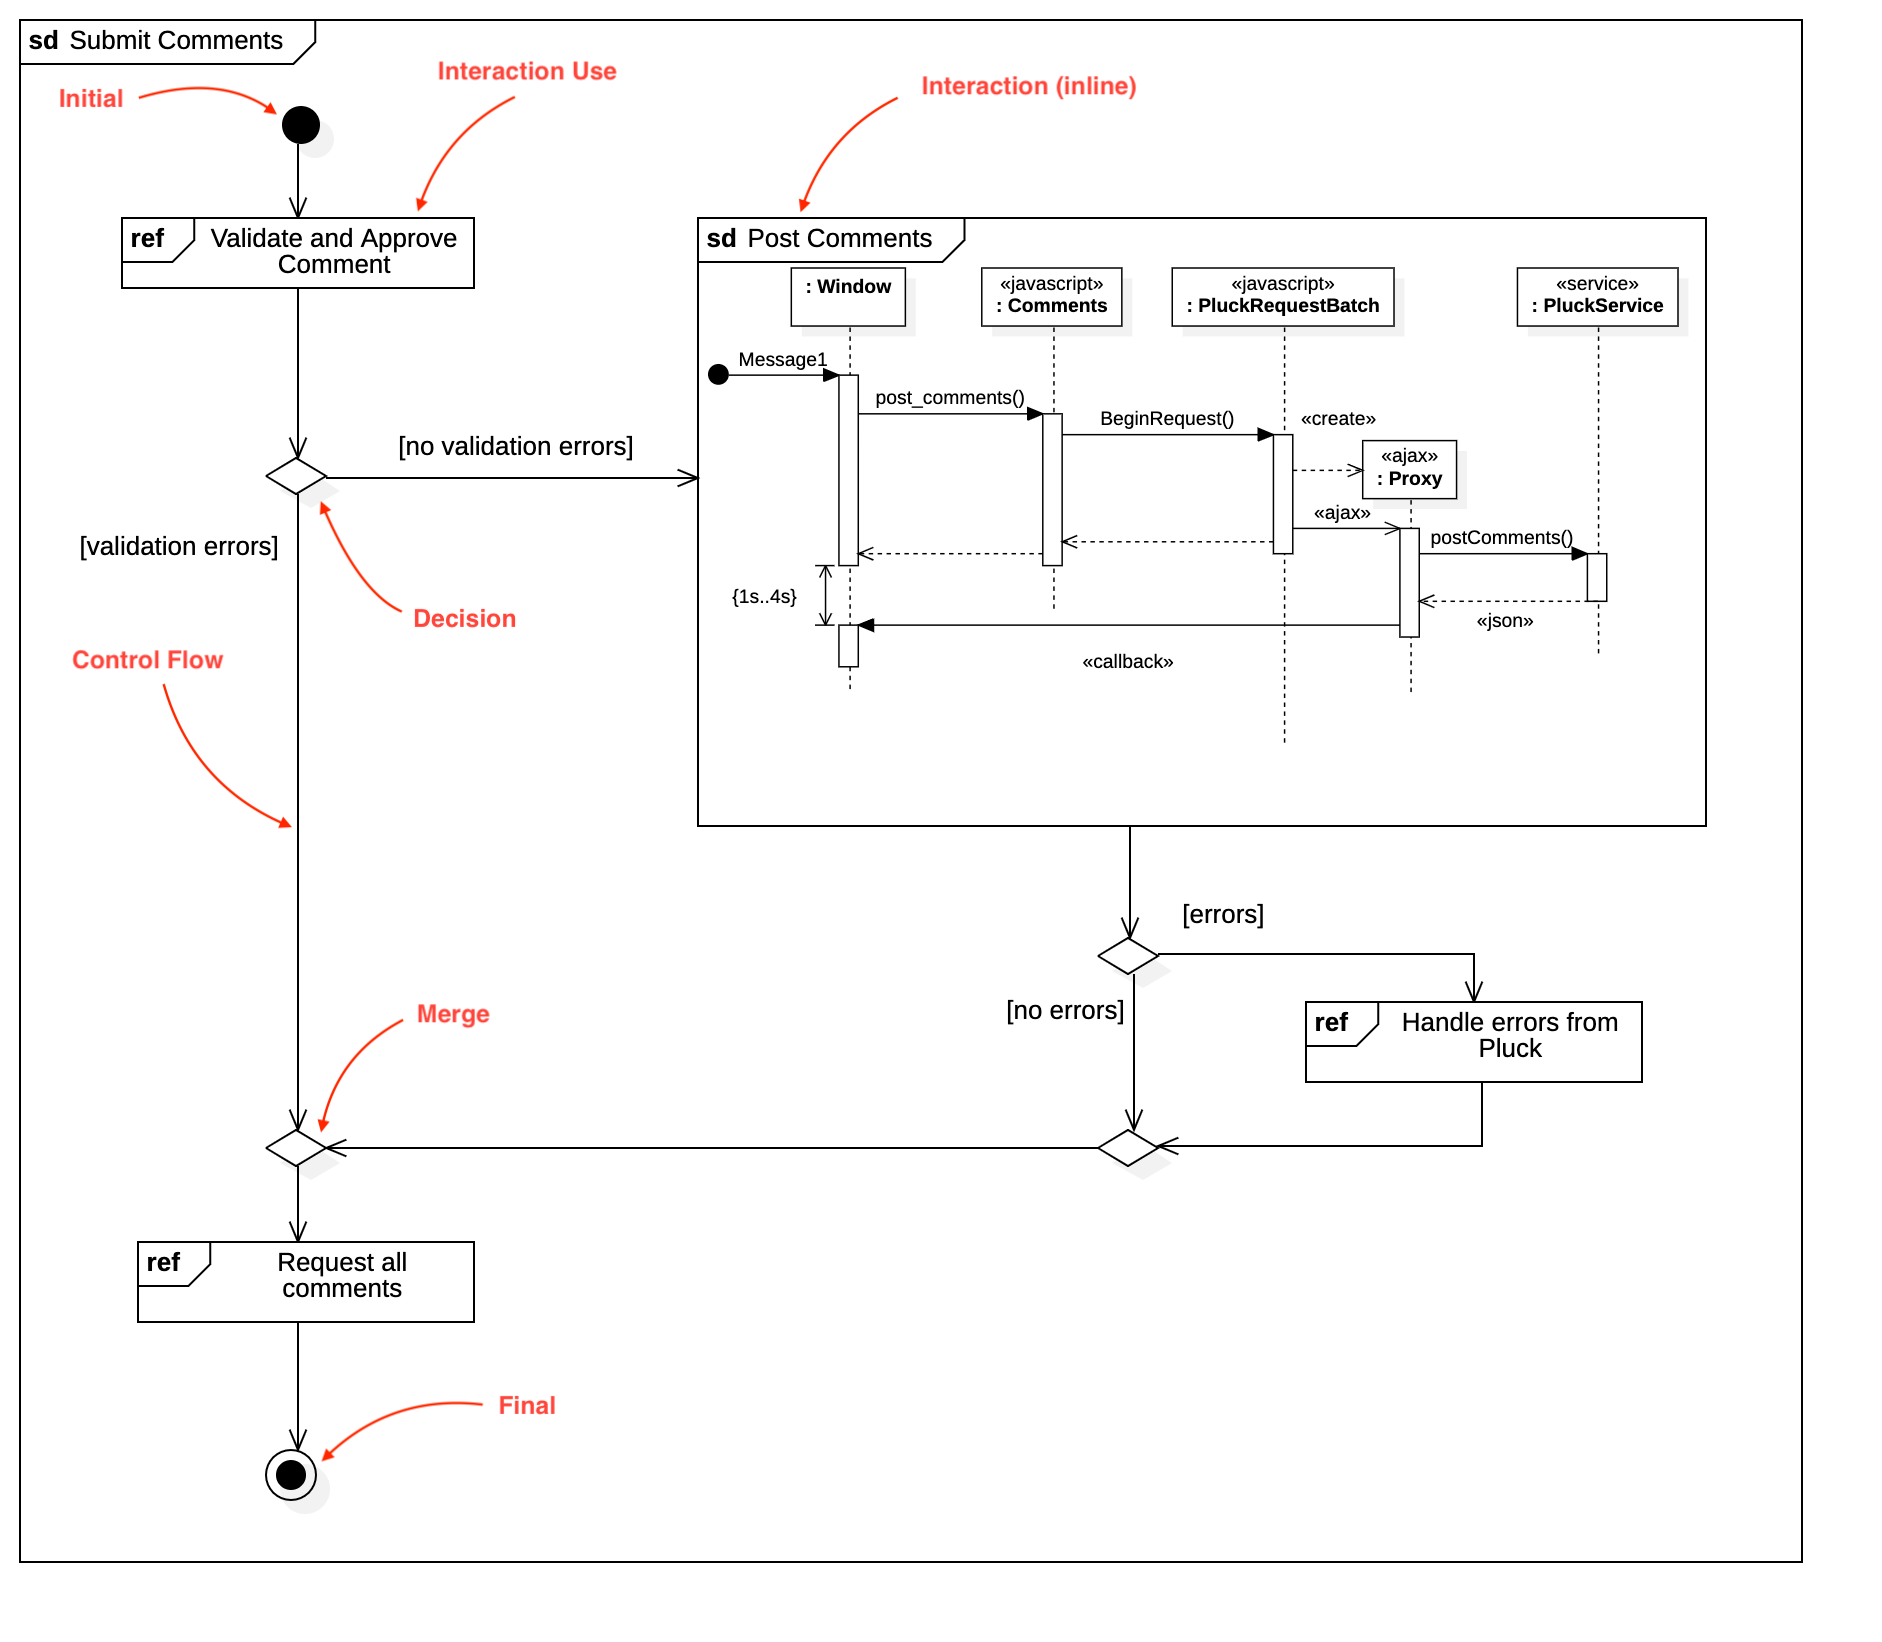 sd Submit Comments
Initial
Interaction Use
Interaction (inline)
ref Validate and Approve
Comment
sd Post Comments
: Window
«javascript»
: Comments
«javascript»
: PluckRequestBatch
«service»
: PluckService
Message1
post_comments()
BeginRequest()
«create»
«ajax»
: Proxy
«ajax»
postComments()
{1s..4s}
«json»
«callback»
[no validation errors]
[validation errors]
Decision
Control Flow
[errors]
[no errors]
ref Handle errors from
Pluck
Merge
ref Request all
comments
Final